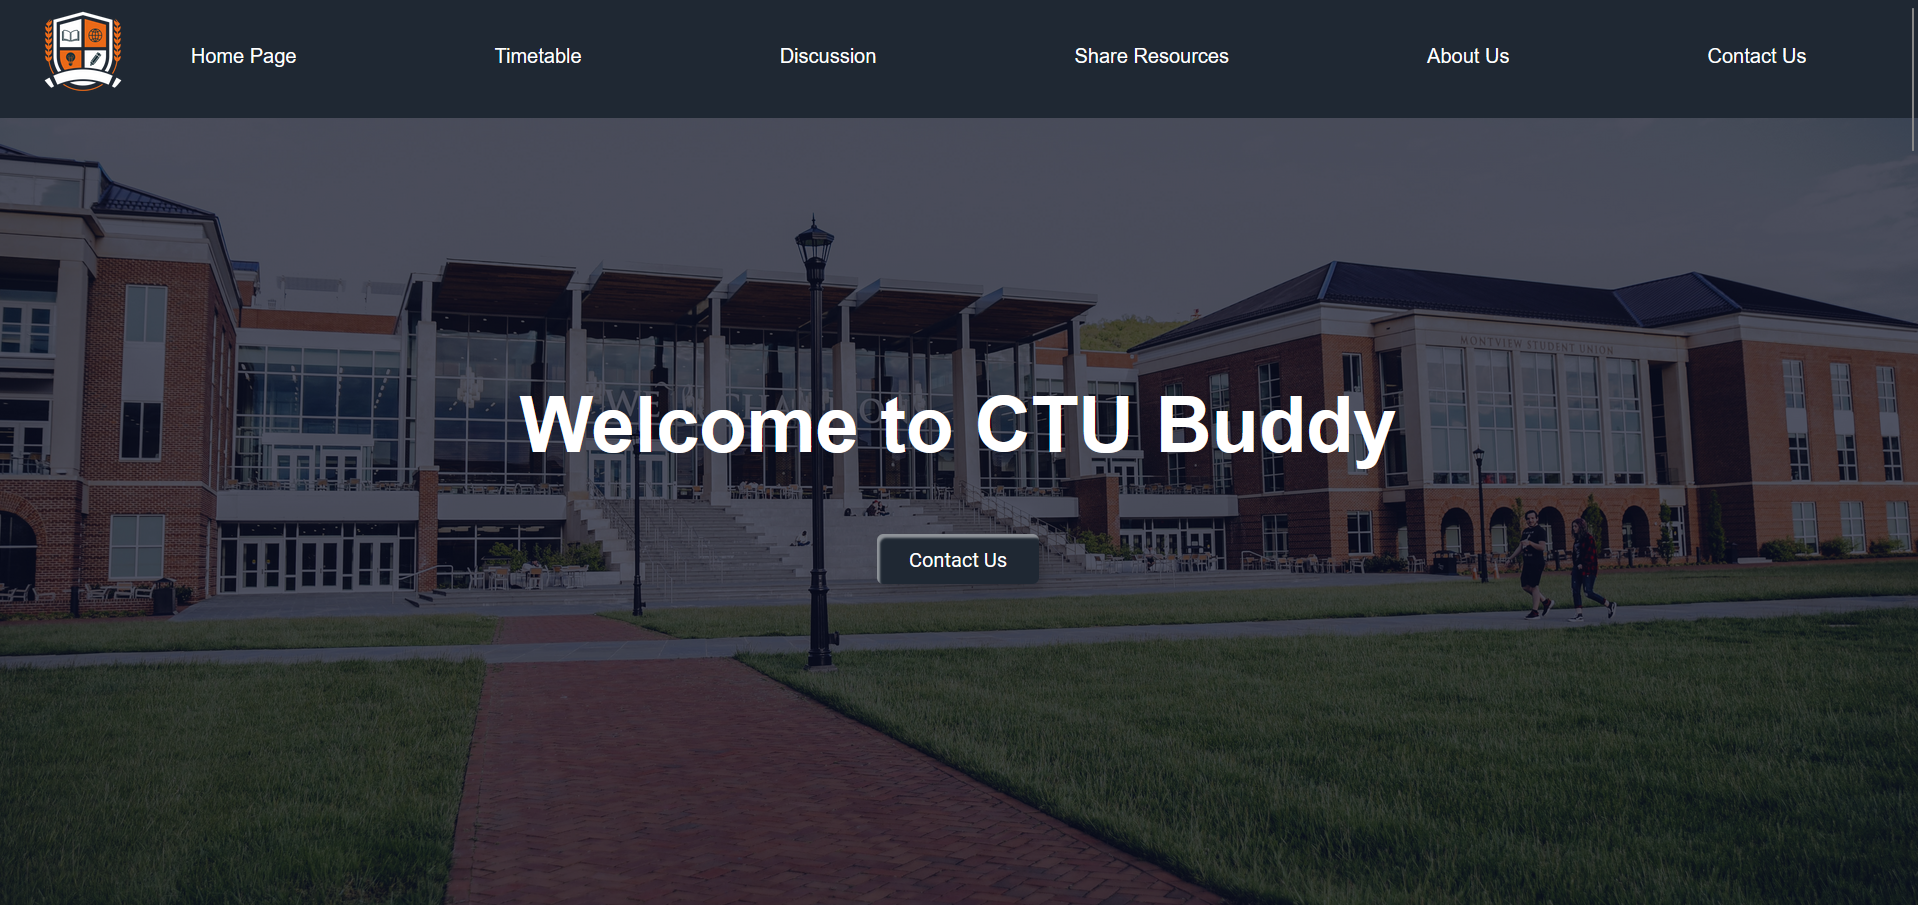 Home Page
Timetable
Discussion
Share Resources
About Us
Contact Us
MONTVIEW STUDENT UNION
Welcome to CTU Buddy
Contact Us